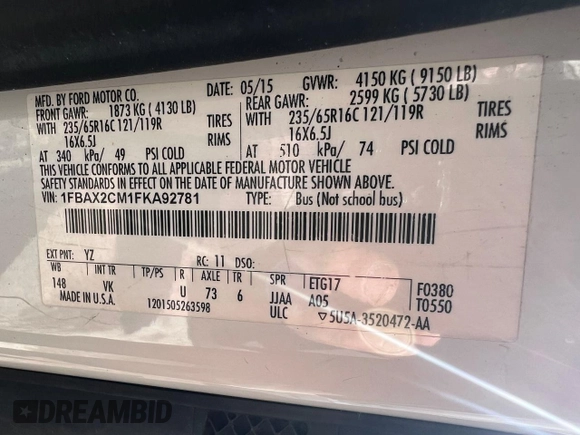 MFD. BY FORD MOTOR CO. DATE: 05/15 GVWR: 4150 KG ( 9150 LB)
FRONT GAWR: 1873 KG ( 4130 LB) REAR GAWR: 2599 KG ( 5730 LB)
WITH 235/65R16C 121/119R TIRES WITH 235/65R16C 121/119R TIRES
16X6.5J RIMS 16X6.5J RIMS
AT 340 kPa/ 49 PSI COLD AT 510 kPa/ 74 PSI COLD
THIS VEHICLE CONFORMS TO ALL APPLICABLE FEDERAL MOTOR VEHICLE
SAFETY STANDARDS IN EFFECT ON THE DATE OF MANUFACTURE SHOWN ABOVE.
VIN: 1FBAX2CM1FKA92781 TYPE: Bus (Not School Bus)
EXT PNT: YZ RC: 11 DSO:
WB INT TR TP/PS R AXLE TR SPR ETG17 F0380
148 VK U 73 6 JJAA A05 T0550
MADE IN U.S.A. 1201505263598 ULC ▽5U5A-3520472-AA
DREAMBID